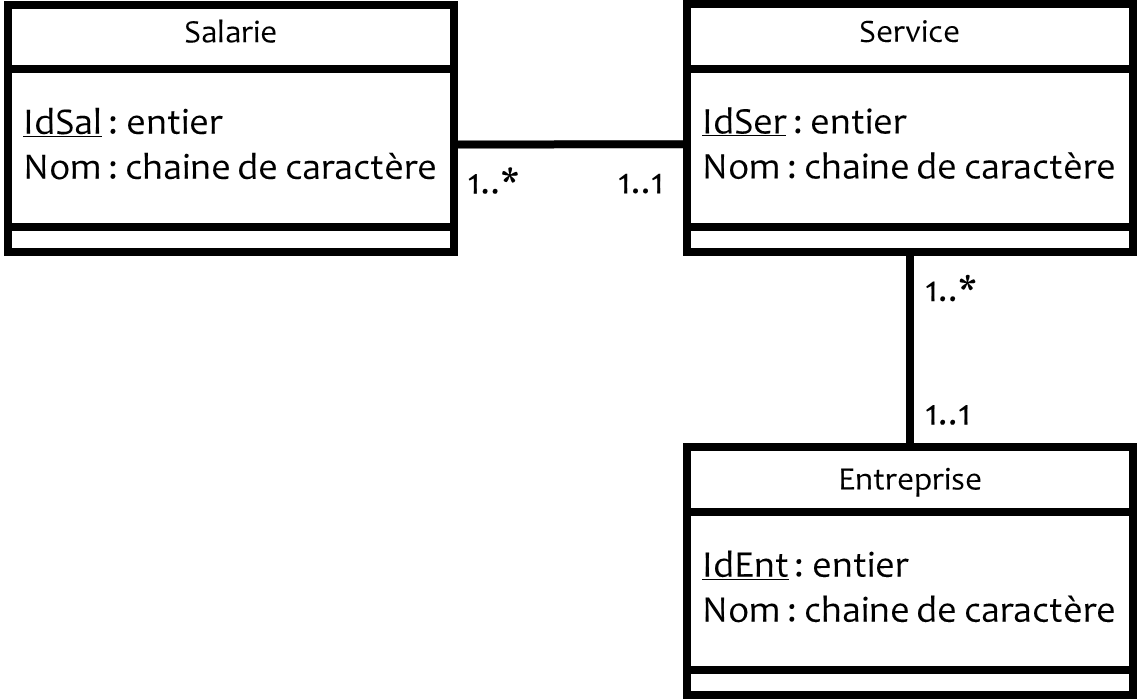 Salarie
IdSal : entier
Nom : chaine de caractère
1..*
1..1
Service
IdSer : entier
Nom : chaine de caractère
1..*
1..1
Entreprise
IdEnt : entier
Nom : chaine de caractère